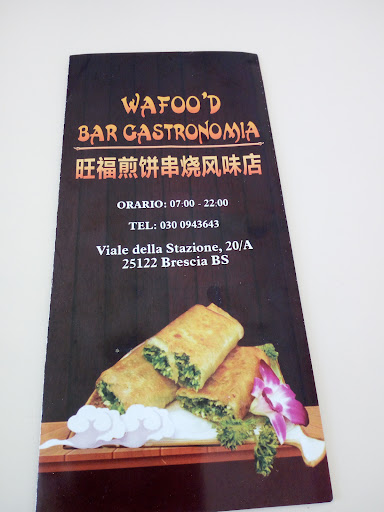 WAFOO'D
BAR GASTRONOMIA
旺福煎饼串烧风味店
ORARIO: 07:00 - 22:00
TEL: 030 0943643
Viale della Stazione, 20/A
25122 Brescia BS